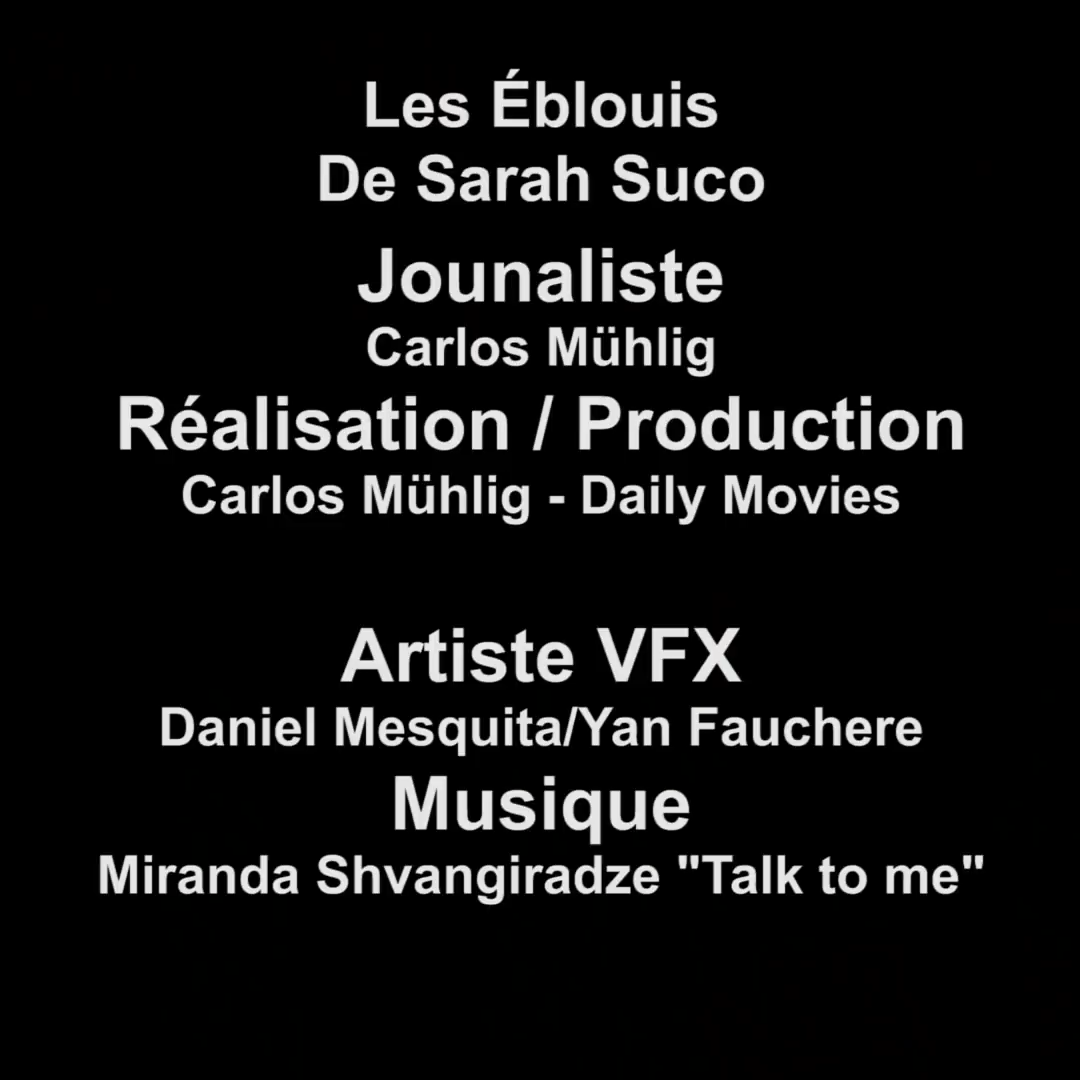 Les Éblouis
De Sarah Suco
Jounaliste
Carlos Mühlig
Réalisation / Production
Carlos Mühlig - Daily Movies
Artiste VFX
Daniel Mesquita/Yan Fauchere
Musique
Miranda Shvangiradze "Talk to me"